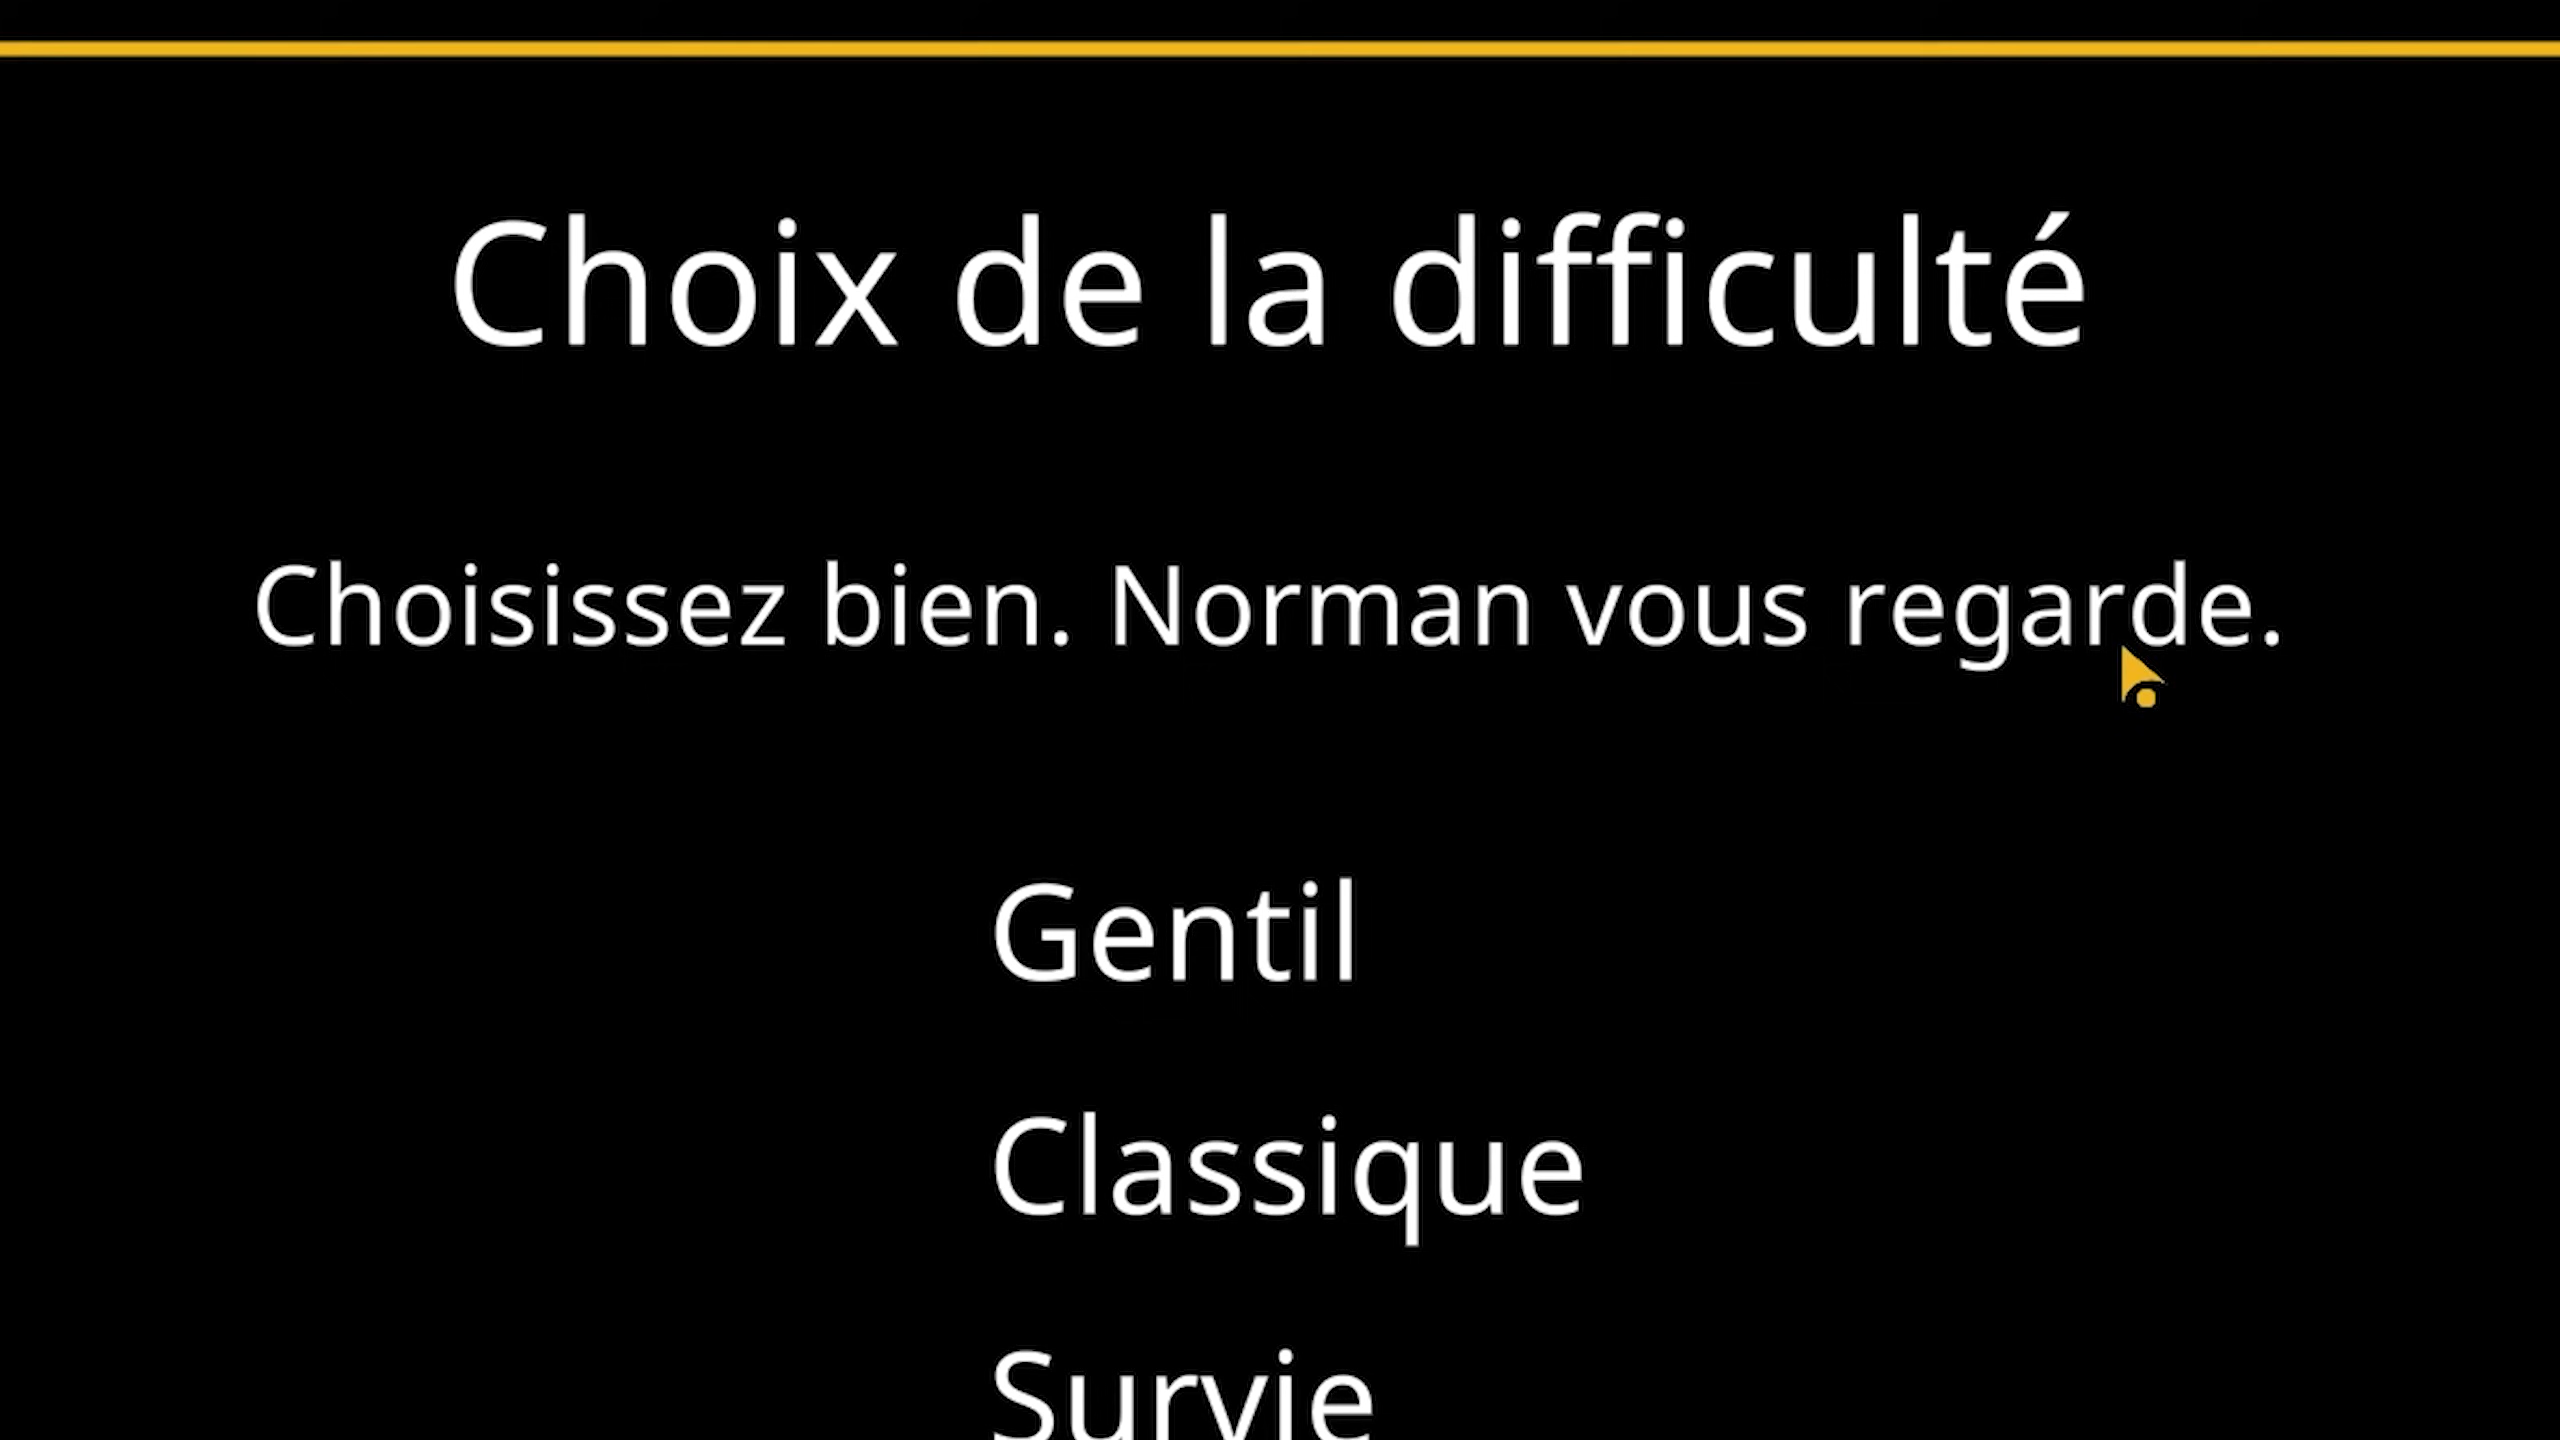 Choix de la difficulté
Choisissez bien. Norman vous regarde.
Gentil
Classique
Survie